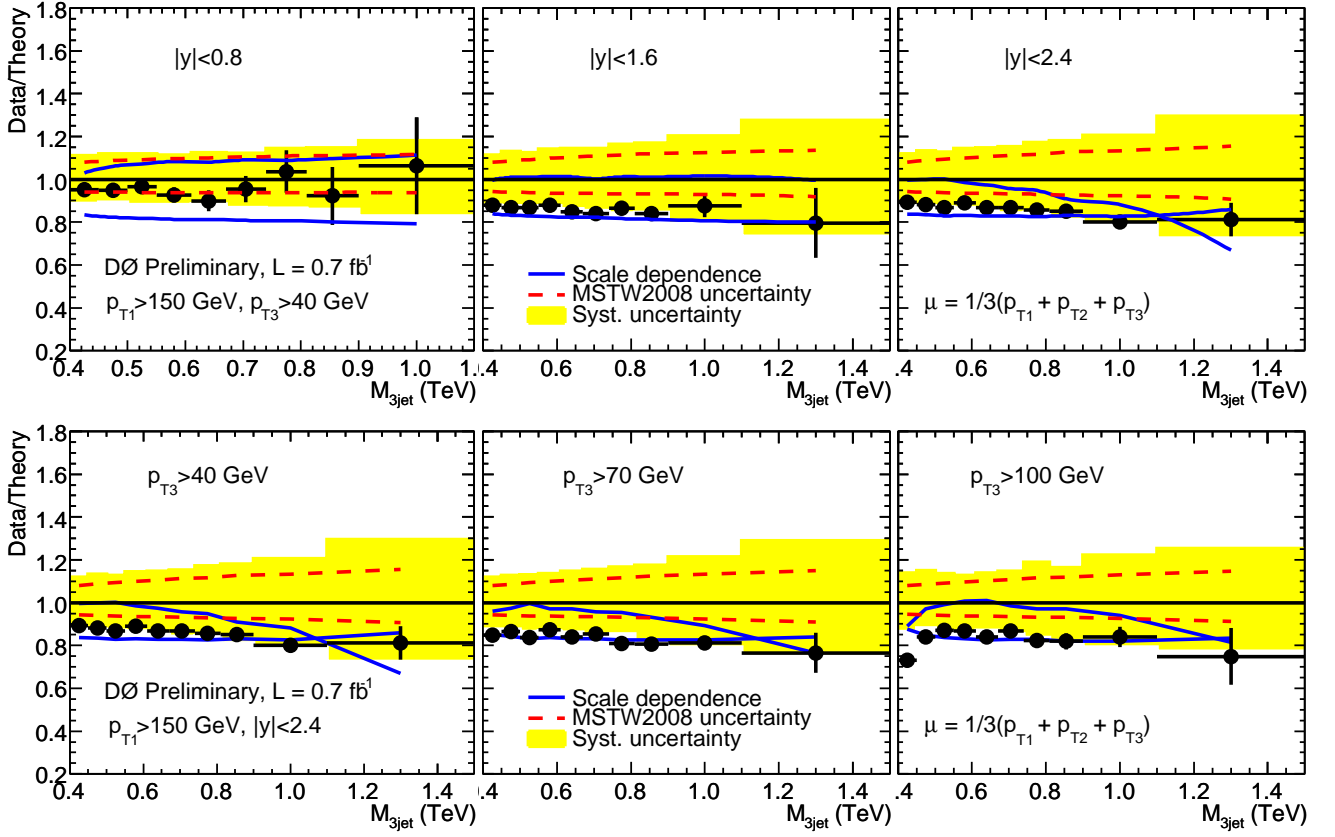 Data/Theory
1.8
1.6
1.4
1.2
1.0
0.8
0.6
0.4
0.2
|y|<0.8
|y|<1.6
|y|<2.4
DØ Preliminary, L = 0.7 fb-1
pT1>150 GeV, pT3>40 GeV
Scale dependence
MSTW2008 uncertainty
Syst. uncertainty
μ = 1/3(pT1 + pT2 + pT3)
0.4 0.5 0.6 0.7 0.8 0.9 1.0 1.1
0.4 0.6 0.8 1.0 1.2 1.4
0.4 0.6 0.8 1.0 1.2 1.4
M3jet (TeV)
M3jet (TeV)
M3jet (TeV)
Data/Theory
1.8
1.6
1.4
1.2
1.0
0.8
0.6
0.4
0.2
pT3>40 GeV
pT3>70 GeV
pT3>100 GeV
DØ Preliminary, L = 0.7 fb-1
pT1>150 GeV, |y|<2.4
Scale dependence
MSTW2008 uncertainty
Syst. uncertainty
μ = 1/3(pT1 + pT2 + pT3)
0.4 0.6 0.8 1.0 1.2 1.4
0.4 0.6 0.8 1.0 1.2 1.4
0.4 0.6 0.8 1.0 1.2 1.4
M3jet (TeV)
M3jet (TeV)
M3jet (TeV)